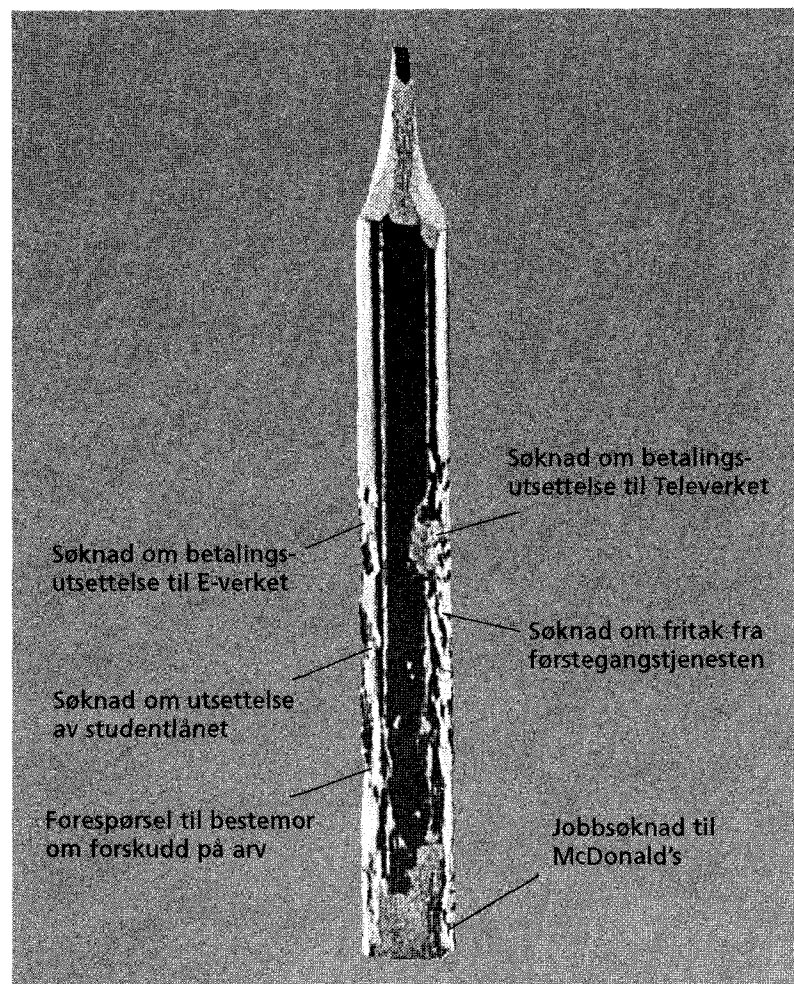 Søknad om betalings-
utsettelse til Televerket
Søknad om betalings-
utsettelse til E-verket
Søknad om fritak fra
førstegangstjenesten
Søknad om utsettelse
av studentlånet
Forespørsel til bestemor
om forskudd på arv
Jobbsøknad til
McDonald's